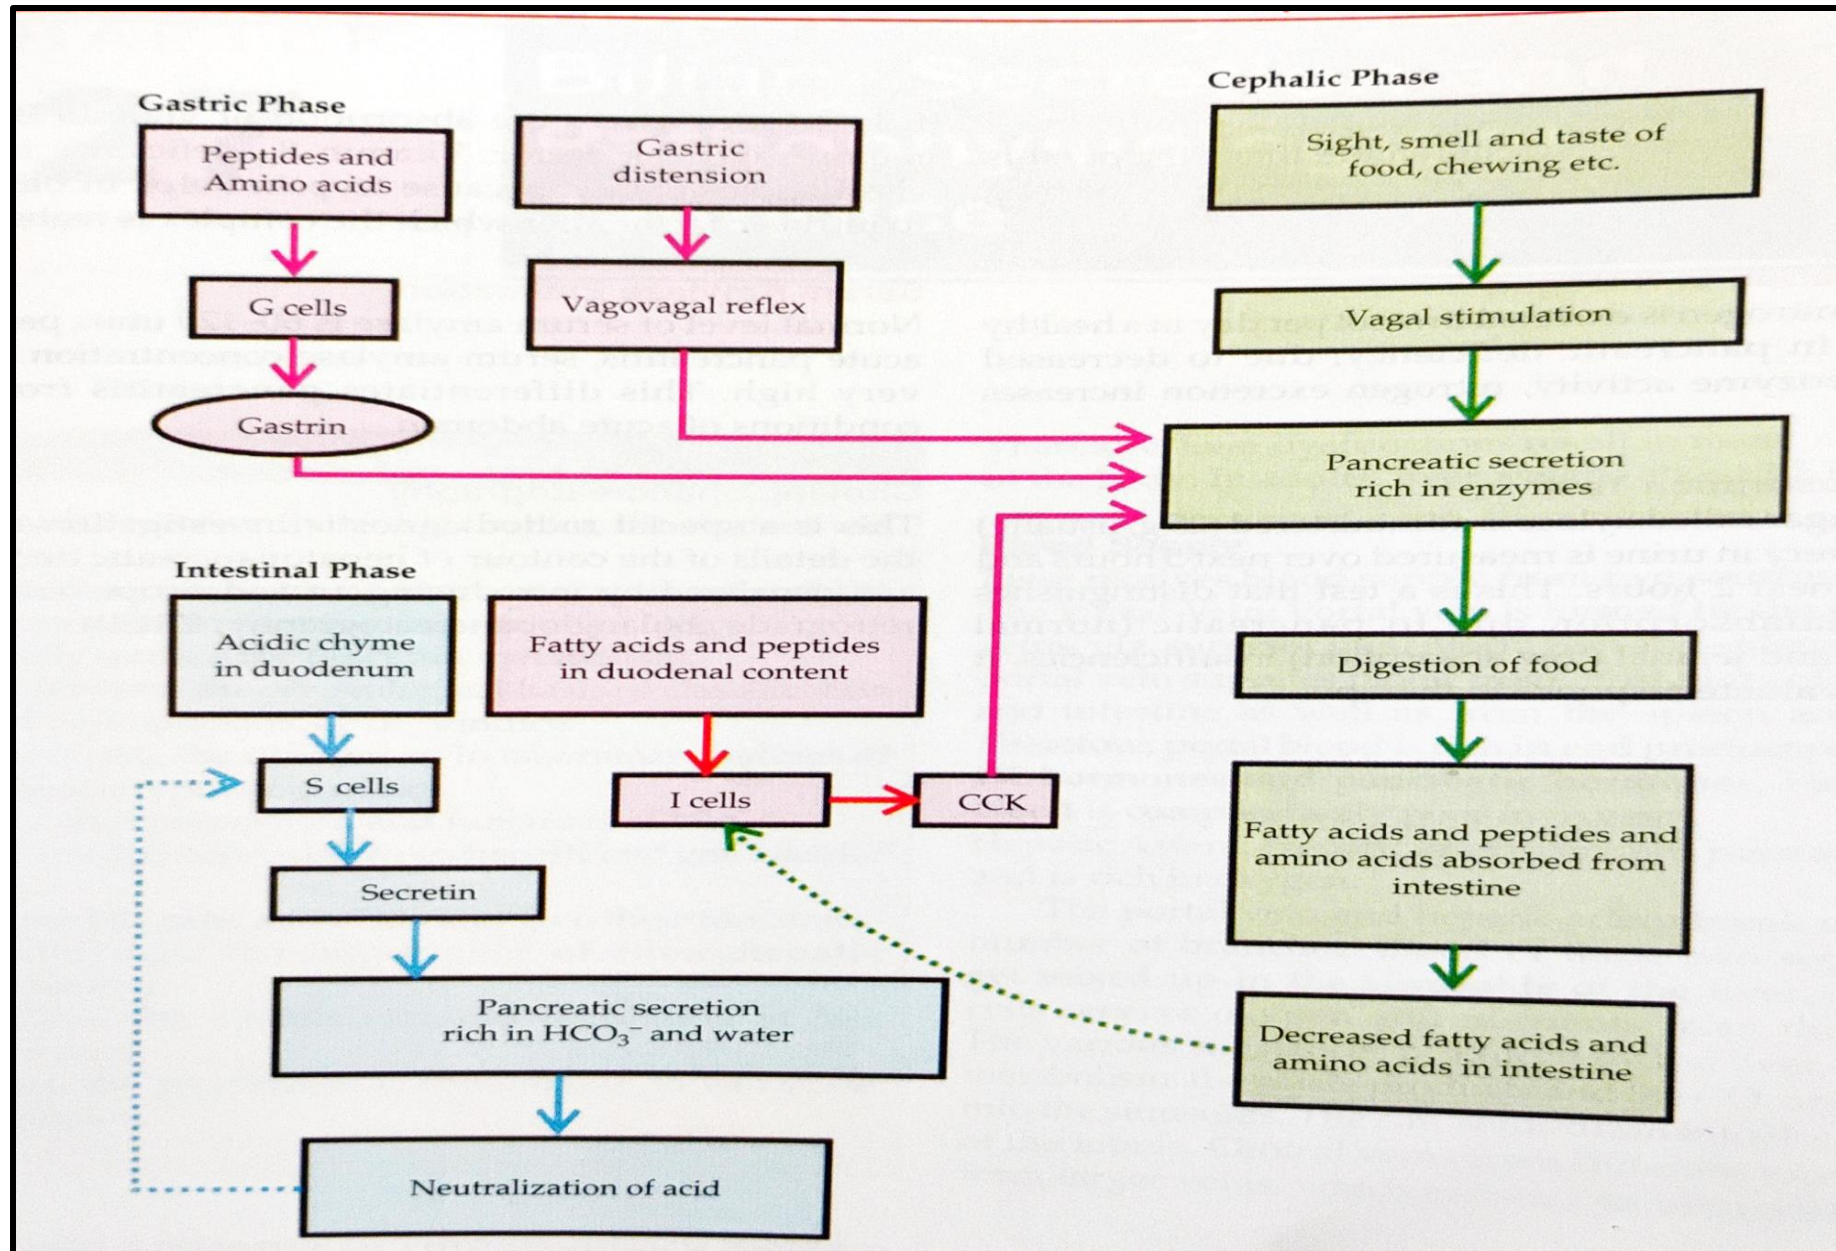 Gastric Phase
Peptides and
Amino acids
G cells
Gastrin
Gastric
distension
Vagovagal reflex
Cephalic Phase
Sight, smell and taste of
food, chewing etc.
Vagal stimulation
Pancreatic secretion
rich in enzymes
Digestion of food
Fatty acids and peptides and
amino acids absorbed from
intestine
Decreased fatty acids and
amino acids in intestine
Intestinal Phase
Acidic chyme
in duodenum
S cells
Secretin
Pancreatic secretion
rich in HCO₃⁻ and water
Neutralization of acid
Fatty acids and peptides
in duodenal content
I cells
CCK